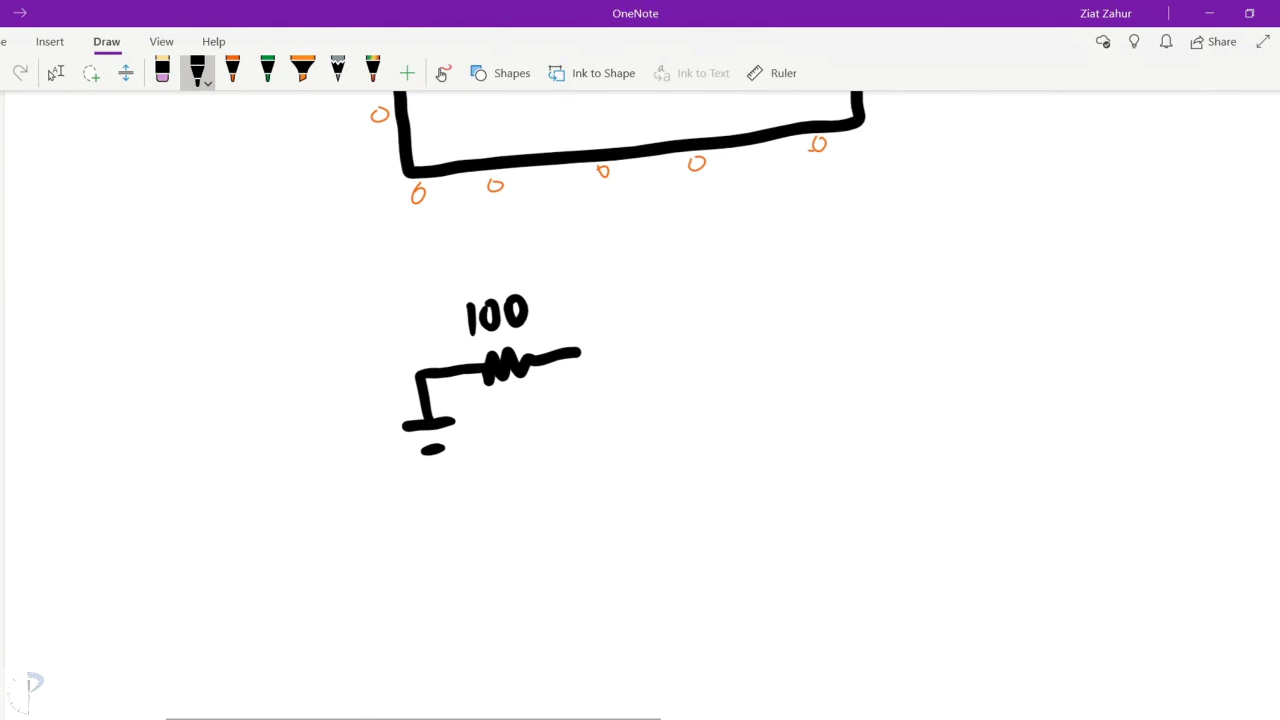 OneNote
Ziat Zahur
Insert Draw View Help
Share
Shapes Ink to Shape Ink to Text Ruler
0
0 0 0 0 0
100